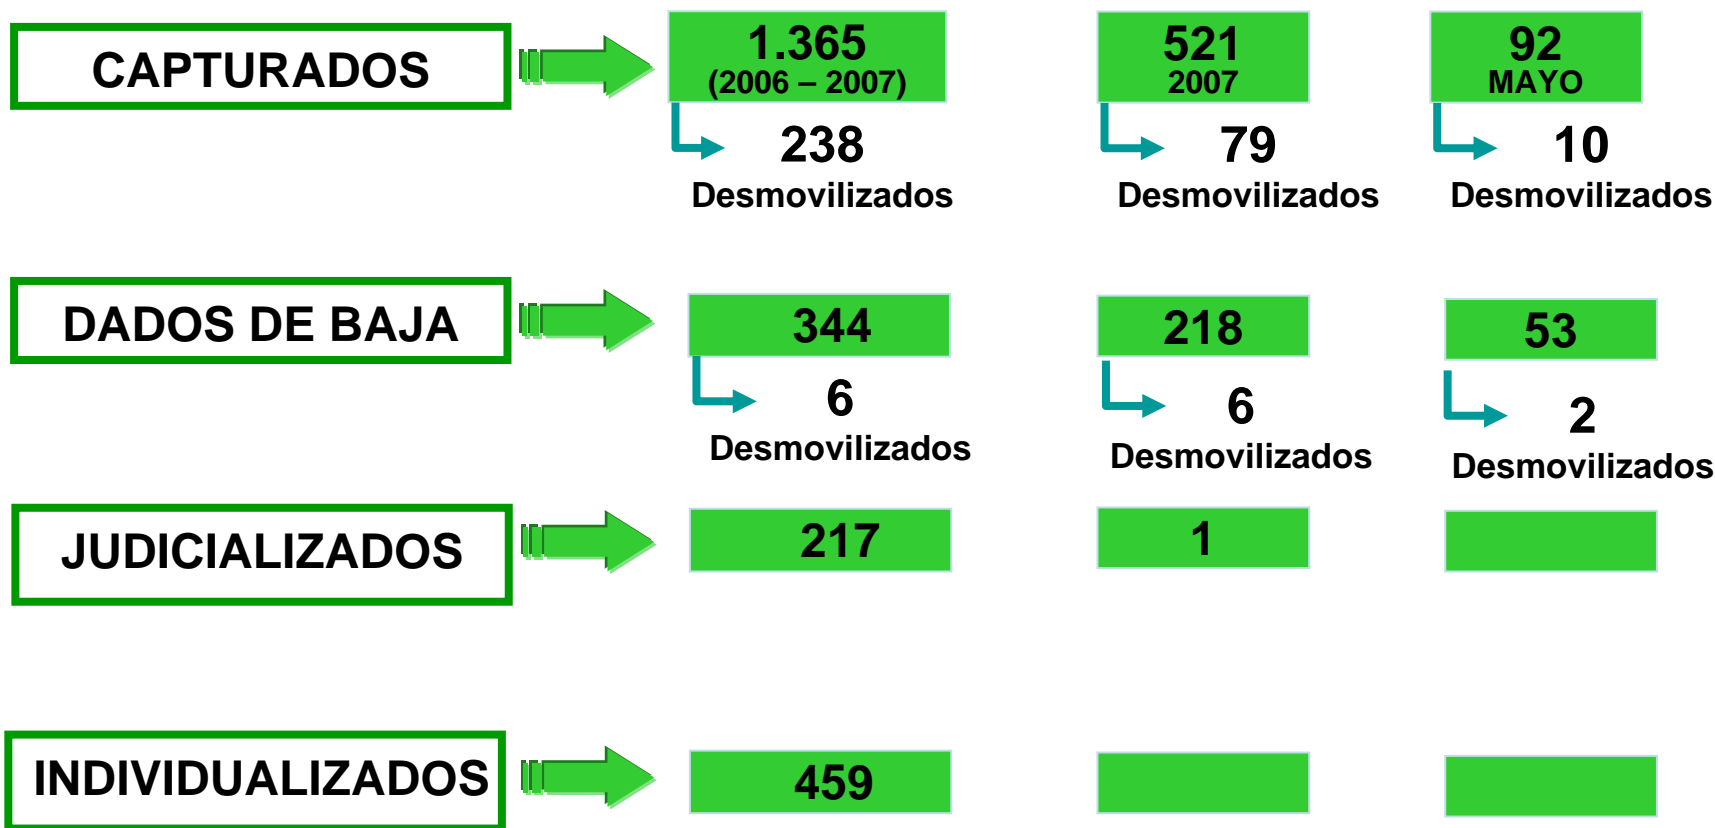 CAPTURADOS
1.365
(2006 – 2007)
521
2007
92
MAYO
238
Desmovilizados
79
Desmovilizados
10
Desmovilizados
DADOS DE BAJA
344
218
53
6
Desmovilizados
6
Desmovilizados
2
Desmovilizados
JUDICIALIZADOS
217
1
INDIVIDUALIZADOS
459